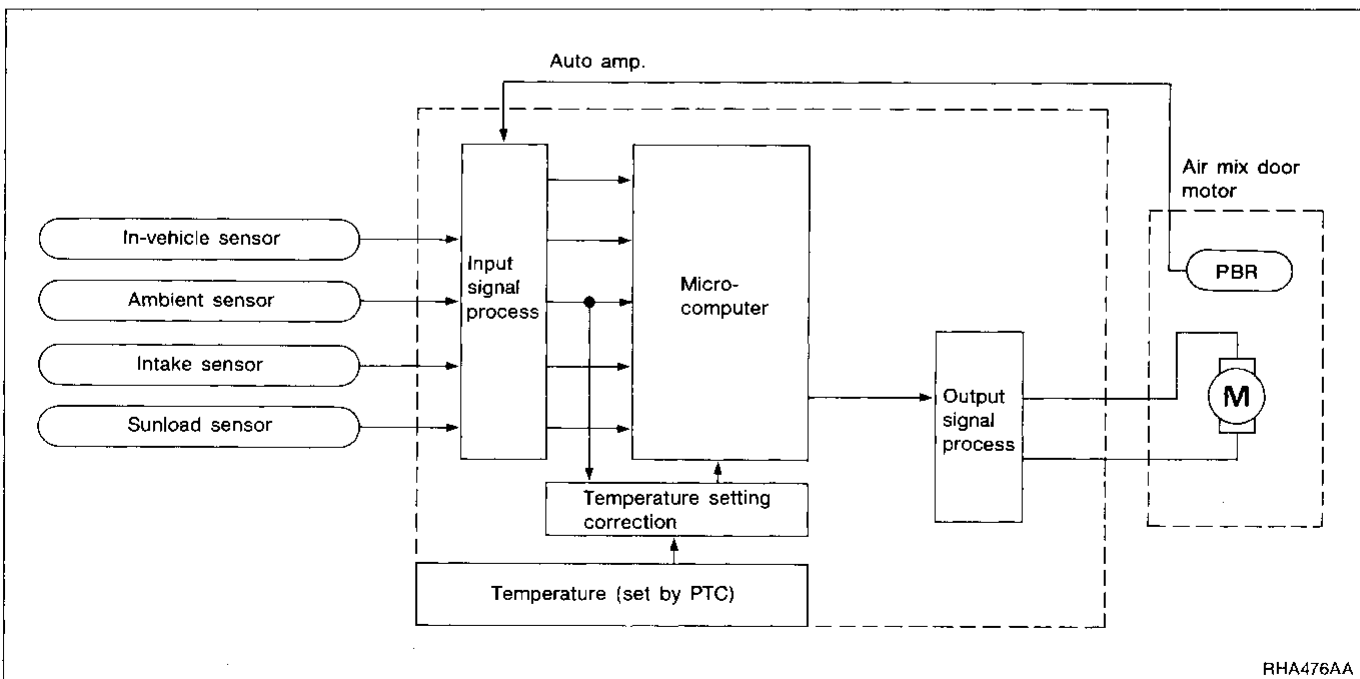 Auto amp.
Air mix door
motor
In-vehicle sensor
Ambient sensor
Intake sensor
Sunload sensor
Input
signal
process
Micro-
computer
PBR
M
Output
signal
process
Temperature setting
correction
Temperature (set by PTC)
RHA476AA